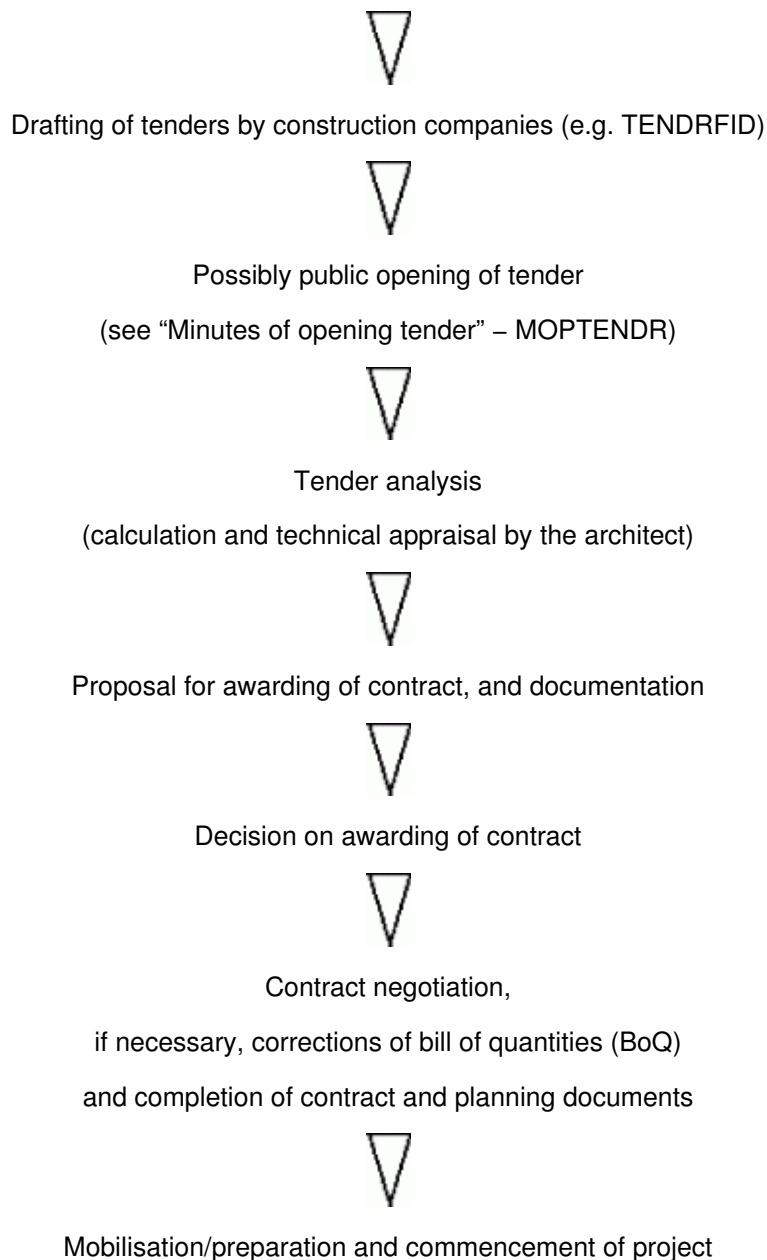 Drafting of tenders by construction companies (e.g. TENDRFID)
Possibly public opening of tender
(see “Minutes of opening tender” – MOPTENDR)
Tender analysis
(calculation and technical appraisal by the architect)
Proposal for awarding of contract, and documentation
Decision on awarding of contract
Contract negotiation,
if necessary, corrections of bill of quantities (BoQ)
and completion of contract and planning documents
Mobilisation/preparation and commencement of project